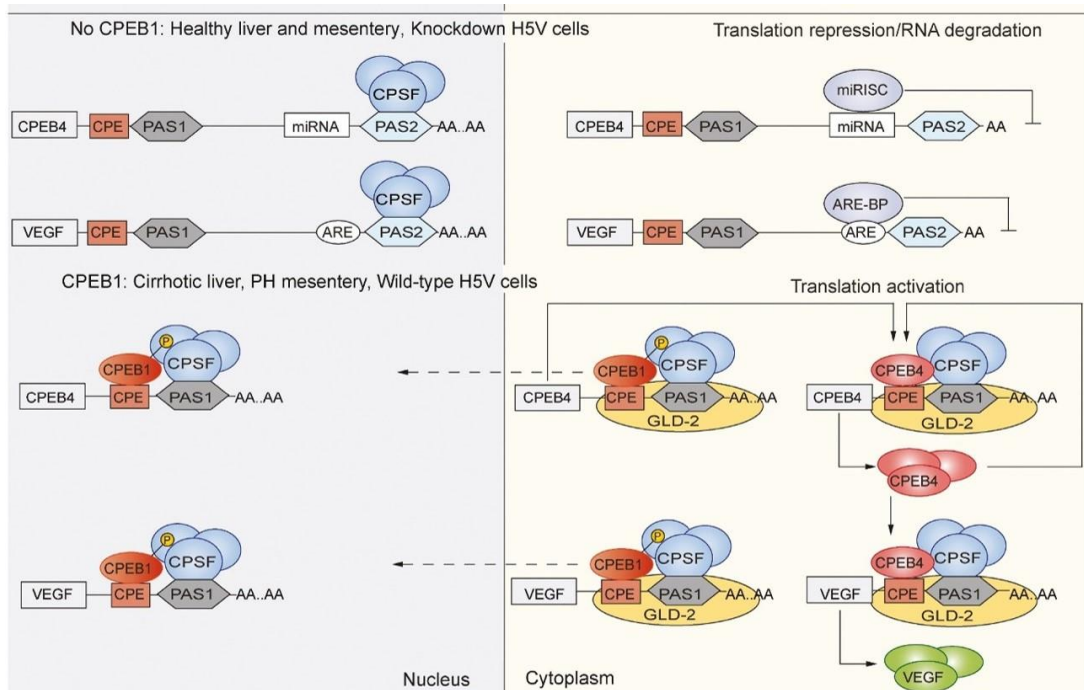 No CPEB1: Healthy liver and mesentery, Knockdown H5V cells
Translation repression/RNA degradation
CPSF
CPEB4 CPE PAS1 miRNA PAS2 AA..AA
miRISC
CPEB4 CPE PAS1 miRNA PAS2 AA
CPSF
VEGF CPE PAS1 ARE PAS2 AA..AA
ARE-BP
VEGF CPE PAS1 ARE PAS2 AA
CPEB1: Cirrhotic liver, PH mesentery, Wild-type H5V cells
Translation activation
P
CPEB1 CPSF
CPEB4 CPE PAS1 AA..AA
P
CPEB1 CPSF
CPEB4 CPE PAS1 AA..AA
GLD-2
CPEB4 CPSF
CPEB4 CPE PAS1 AA..AA
GLD-2
CPEB4
P
CPEB1 CPSF
VEGF CPE PAS1 AA..AA
P
CPEB1 CPSF
VEGF CPE PAS1 AA..AA
GLD-2
CPEB4 CPSF
VEGF CPE PAS1 AA..AA
GLD-2
VEGF
Nucleus
Cytoplasm